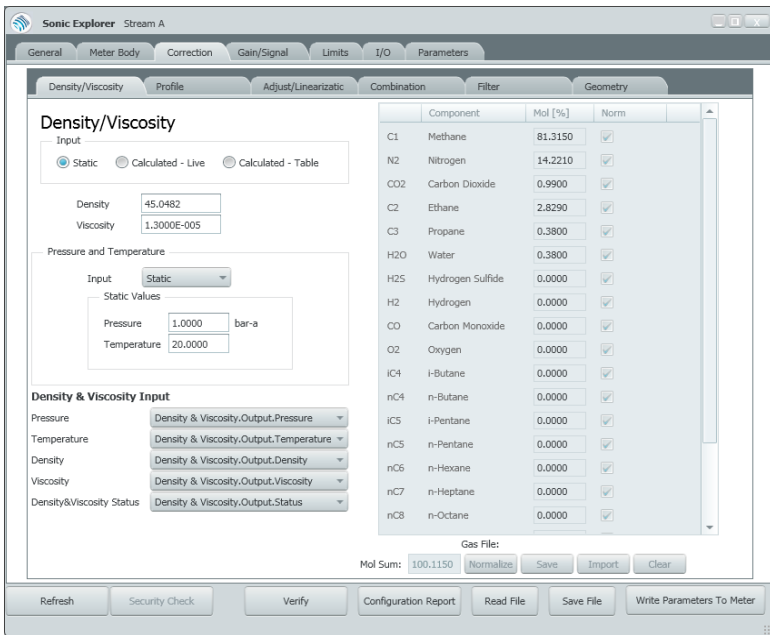 Sonic Explorer Stream A
General Meter Body Correction Gain/Signal Limits I/O Parameters
Density/Viscosity Profile Adjust/Linearizatic Combination Filter Geometry
Density/Viscosity
Input
Static Calculated - Live Calculated - Table
Density 45.0482
Viscosity 1.3000E-005
Pressure and Temperature
Input Static
Static Values
Pressure 1.0000 bar-a
Temperature 20.0000
Density & Viscosity Input
Pressure Density & Viscosity.Output.Pressure
Temperature Density & Viscosity.Output.Temperature
Density Density & Viscosity.Output.Density
Viscosity Density & Viscosity.Output.Viscosity
Density&Viscosity Status Density & Viscosity.Output.Status
Component Mol [%] Norm
C1 Methane 81.3150
N2 Nitrogen 14.2210
CO2 Carbon Dioxide 0.9900
C2 Ethane 2.8290
C3 Propane 0.3800
H2O Water 0.3800
H2S Hydrogen Sulfide 0.0000
H2 Hydrogen 0.0000
CO Carbon Monoxide 0.0000
O2 Oxygen 0.0000
iC4 i-Butane 0.0000
nC4 n-Butane 0.0000
iC5 i-Pentane 0.0000
nC5 n-Pentane 0.0000
nC6 n-Hexane 0.0000
nC7 n-Heptane 0.0000
nC8 n-Octane 0.0000
Gas File:
Mol Sum: 100.1150 Normalize Save Import Clear
Refresh Security Check Verify Configuration Report Read File Save File Write Parameters To Meter